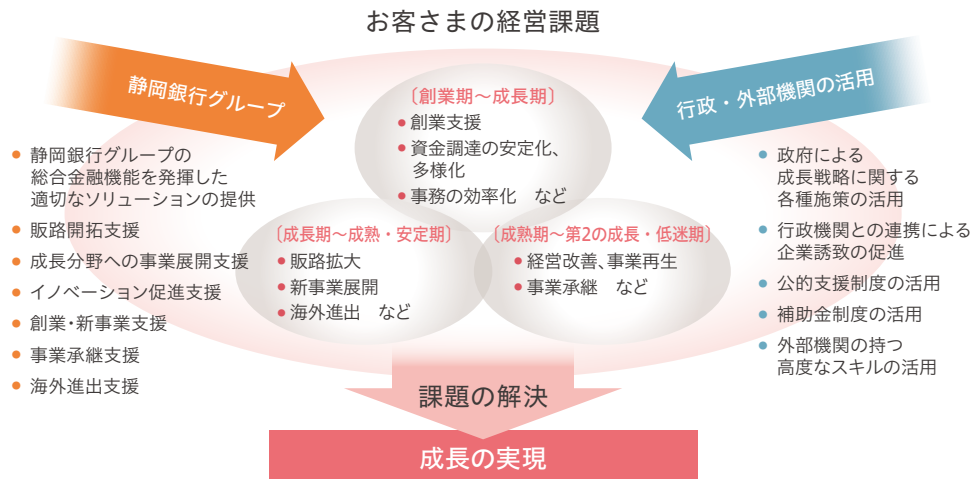 お客さまの経営課題
静岡銀行グループ
行政・外部機関の活用
〔創業期～成長期〕
● 創業支援
● 資金調達の安定化、
多様化
● 事務の効率化　など
〔成長期～成熟・安定期〕
● 販路拡大
● 新事業展開
● 海外進出　など
〔成熟期～第2の成長・低迷期〕
● 経営改善、事業再生
● 事業承継　など
● 静岡銀行グループの
総合金融機能を発揮した
適切なソリューションの提供
● 販路開拓支援
● 成長分野への事業展開支援
● イノベーション促進支援
● 創業・新事業支援
● 事業承継支援
● 海外進出支援
● 政府による
成長戦略に関する
各種施策の活用
● 行政機関との連携による
企業誘致の促進
● 公的支援制度の活用
● 補助金制度の活用
● 外部機関の持つ
高度なスキルの活用
課題の解決
成長の実現